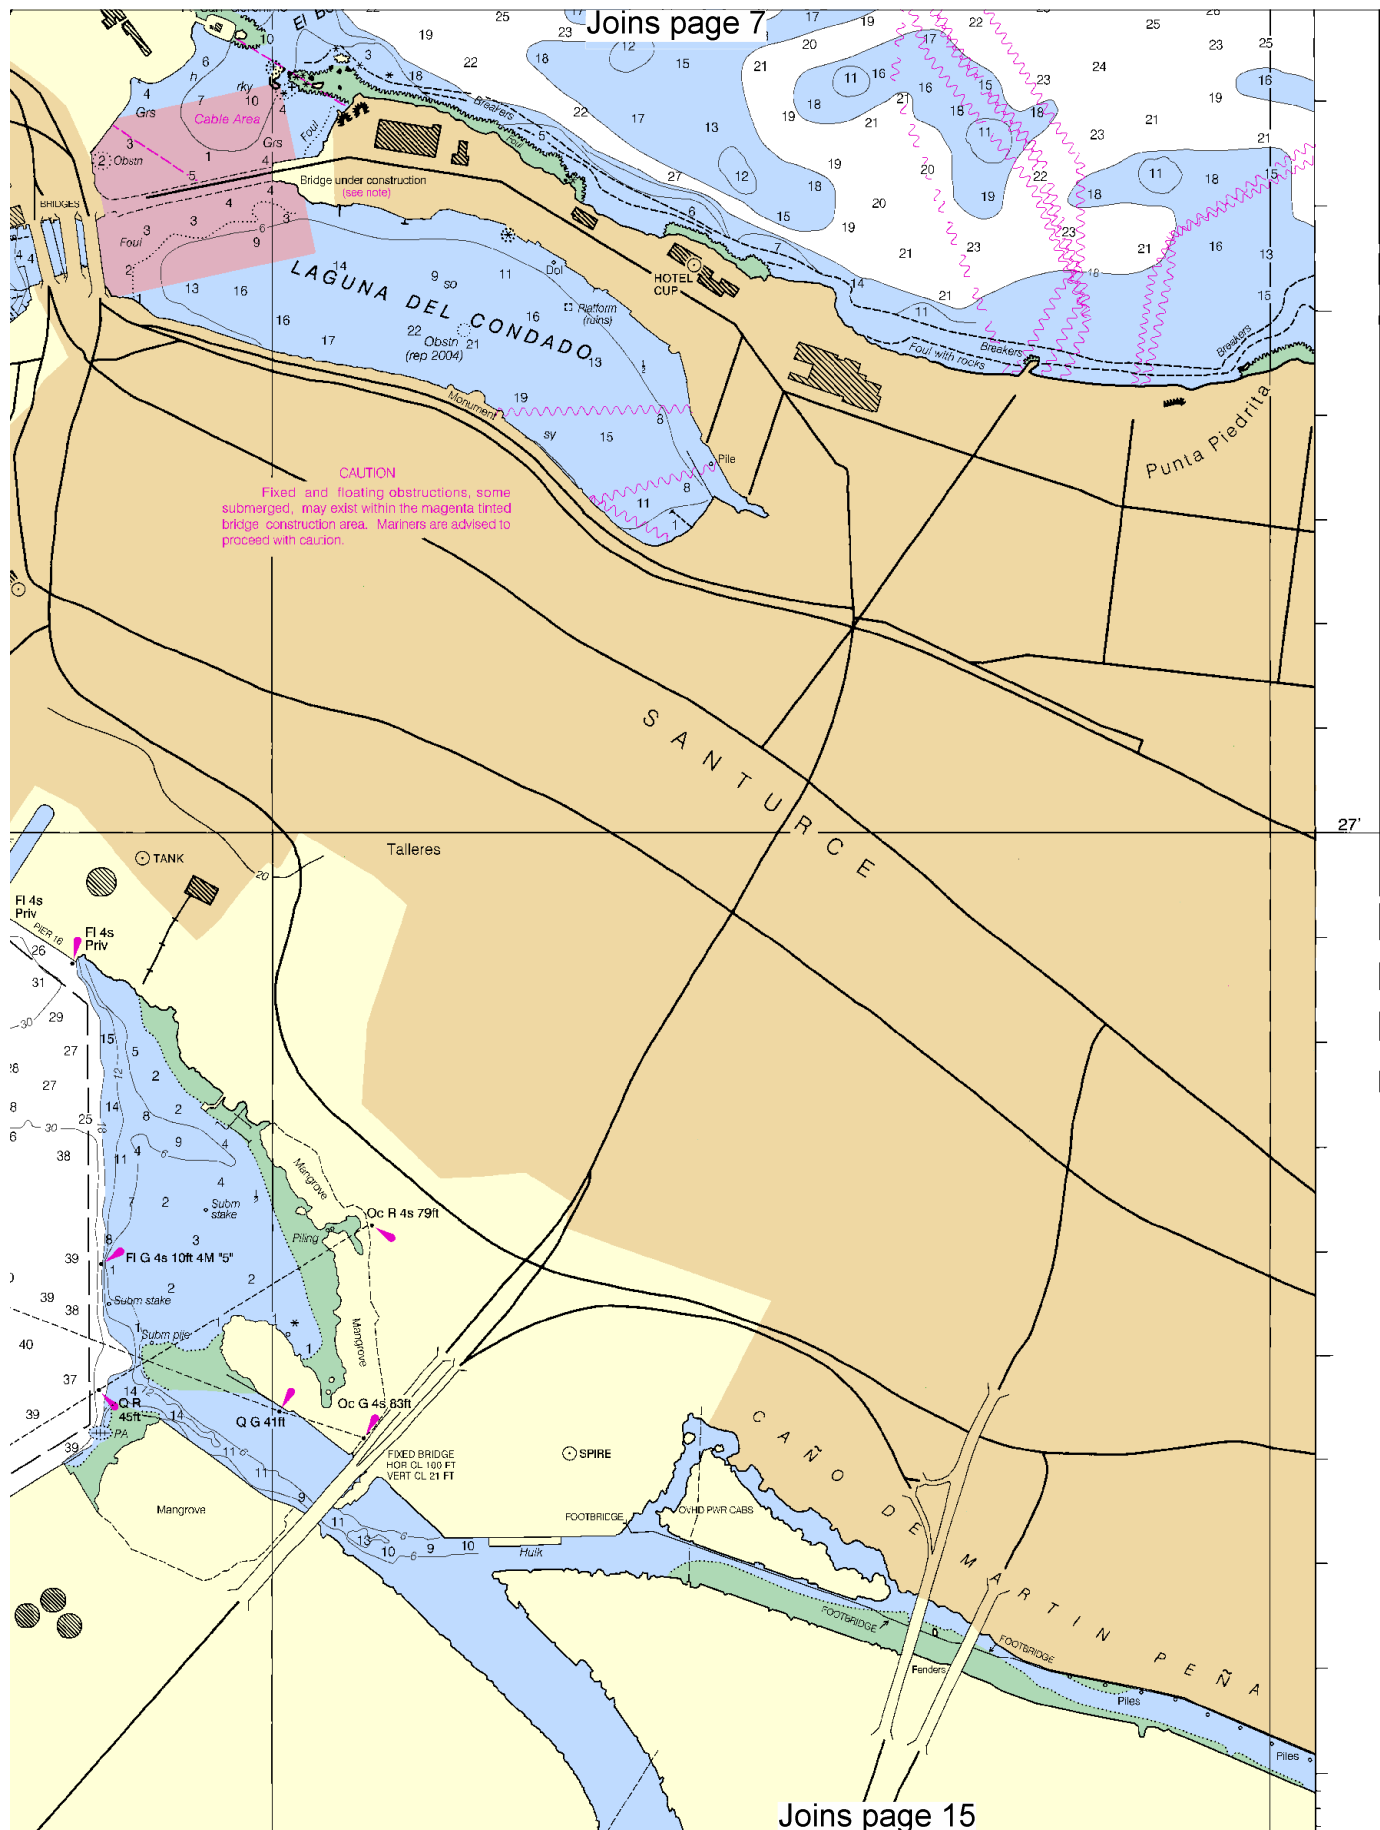 Joins page 7
El
Breakers
Foul
h
rky
Grs
Cable Area
Grs
Foul
Obstn
Bridge under construction
(see note)
BRIDGES
Foul
LAGUNA DEL CONDADO
so
Dol
Platform
(ruins)
HOTEL
CUP
Obstn
(rep 2004)
Foul with rocks
Breakers
Breakers
Monument
sy
Pile
Punta Piedrita
CAUTION
Fixed and floating obstructions, some
submerged, may exist within the magenta tinted
bridge construction area. Mariners are advised to
proceed with caution.
SANTURCE
27'
TANK
Talleres
20
Fl 4s
Priv
PIER 16
Fl 4s
Priv
Mangrove
Subm
stake
Oc R 4s 79ft
Piling
Fl G 4s 10ft 4M "5"
Subm stake
Subm pile
Mangrove
Q R
45ft
PA
Q G 41ft
Oc G 4s 83ft
FIXED BRIDGE
HOR CL 100 FT
VERT CL 21 FT
SPIRE
CAÑO DE MARTIN PEÑA
Mangrove
FOOTBRIDGE
OVHD PWR CABS
Hulk
FOOTBRIDGE
FOOTBRIDGE
Fenders
Piles
Piles
Joins page 15